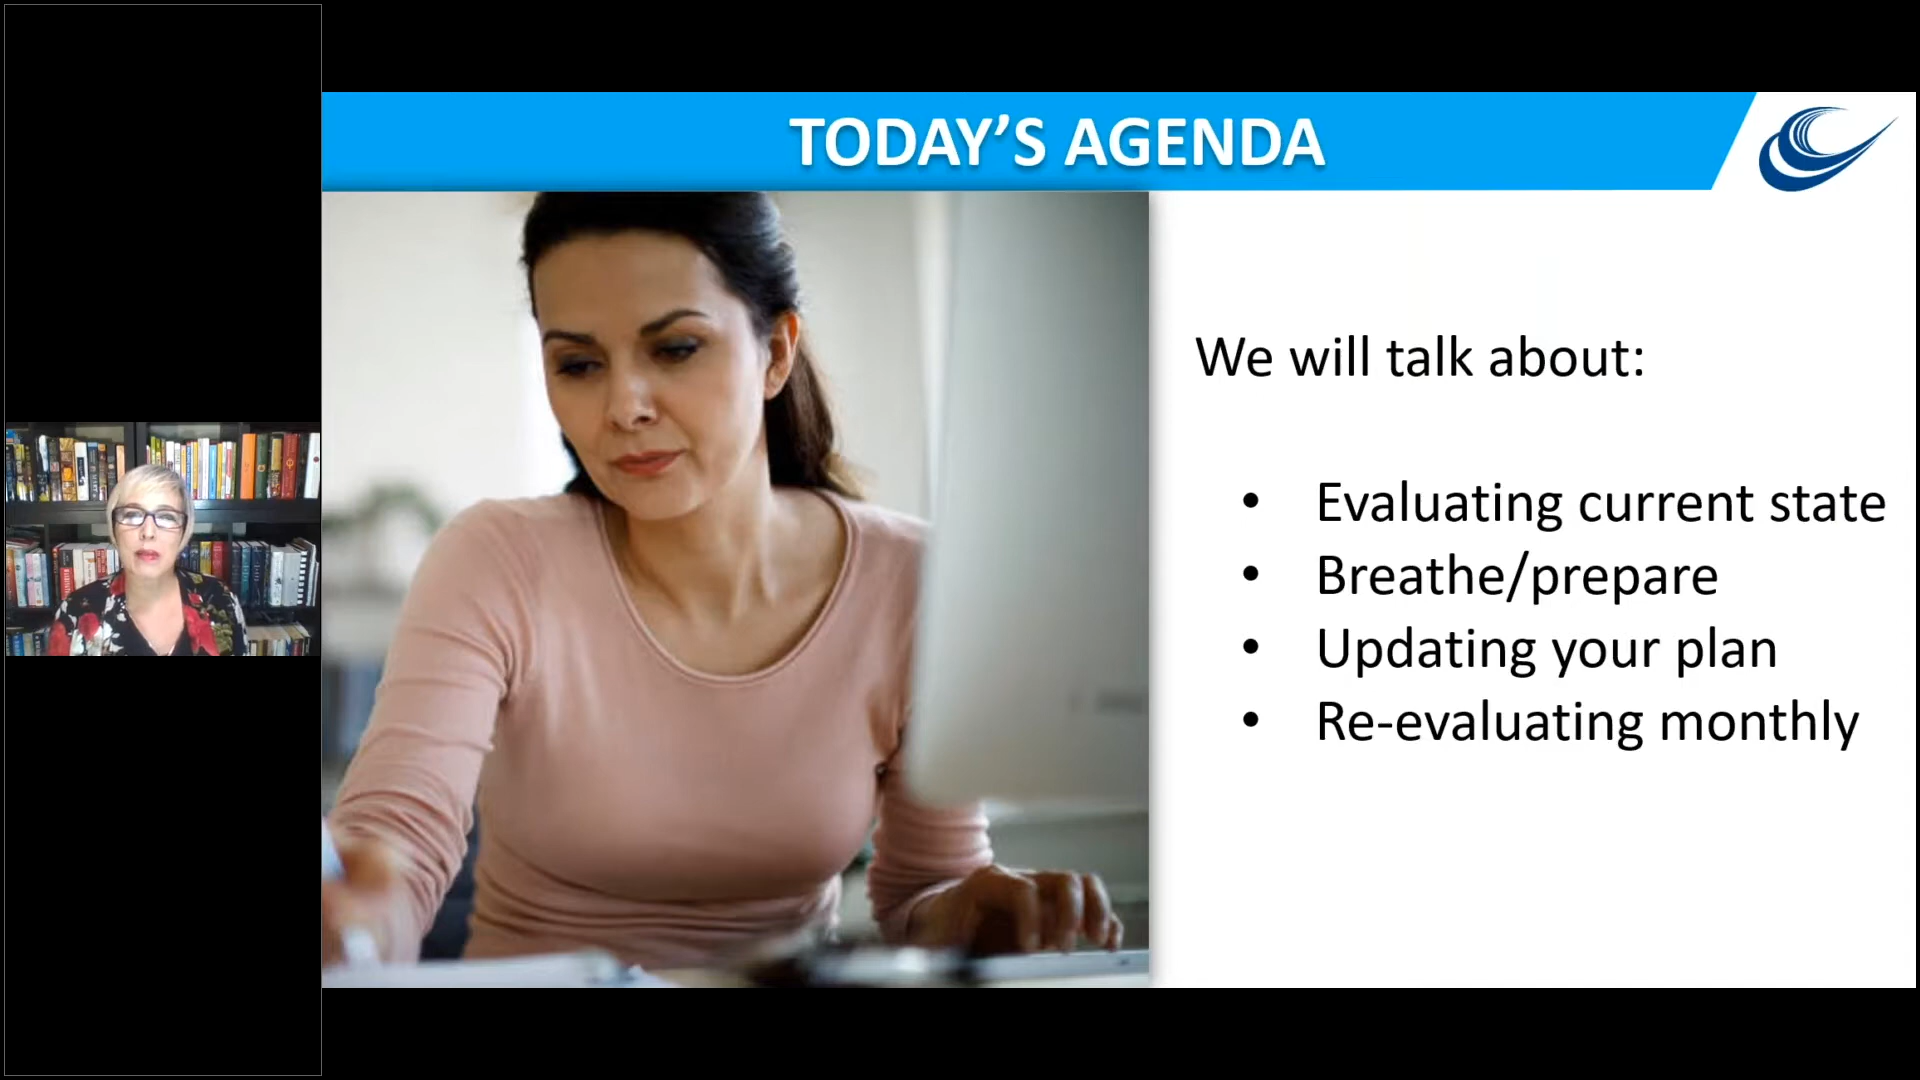 TODAY’S AGENDA
We will talk about:
• Evaluating current state
• Breathe/prepare
• Updating your plan
• Re-evaluating monthly